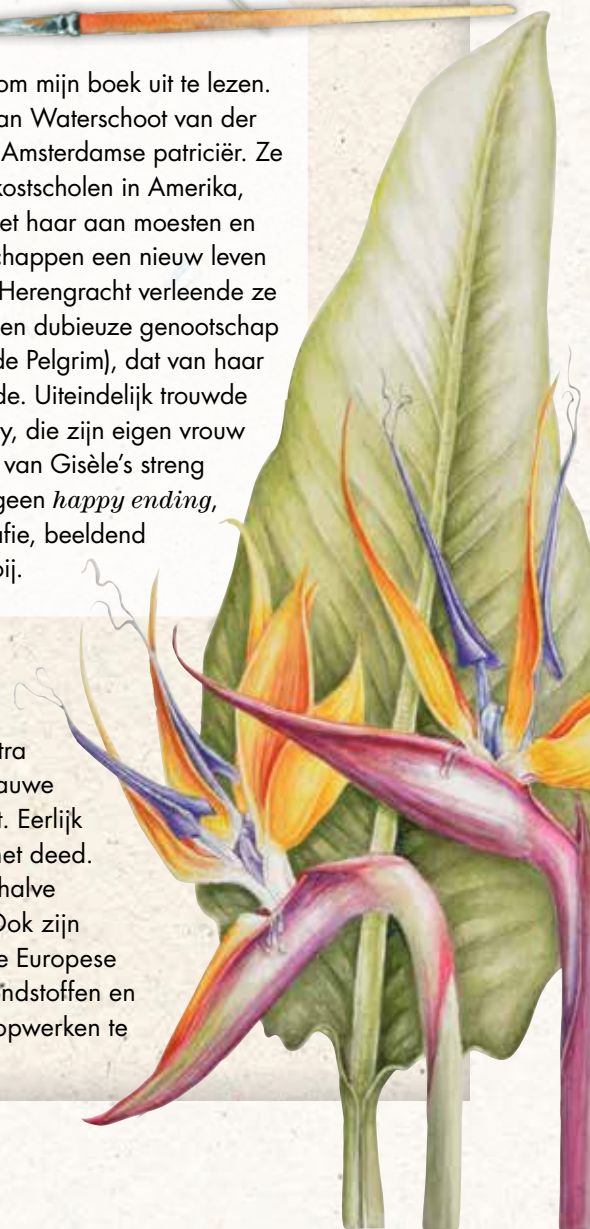 om mijn boek uit te lezen.
an Waterschoot van der
Amsterdamse patriciër. Ze
kostscholen in Amerika,
et haar aan moesten en
chappen een nieuw leven
Herengracht verleende ze
en dubieuze genootschap
de Pelgrim), dat van haar
de. Uiteindelijk trouwde
y, die zijn eigen vrouw
van Gisèle's streng
geen happy ending,
afie, beeldend
bij.
tra
auwe
t. Eerlijk
het deed.
halve
Ook zijn
e Europese
ndstoffen en
opwerken te